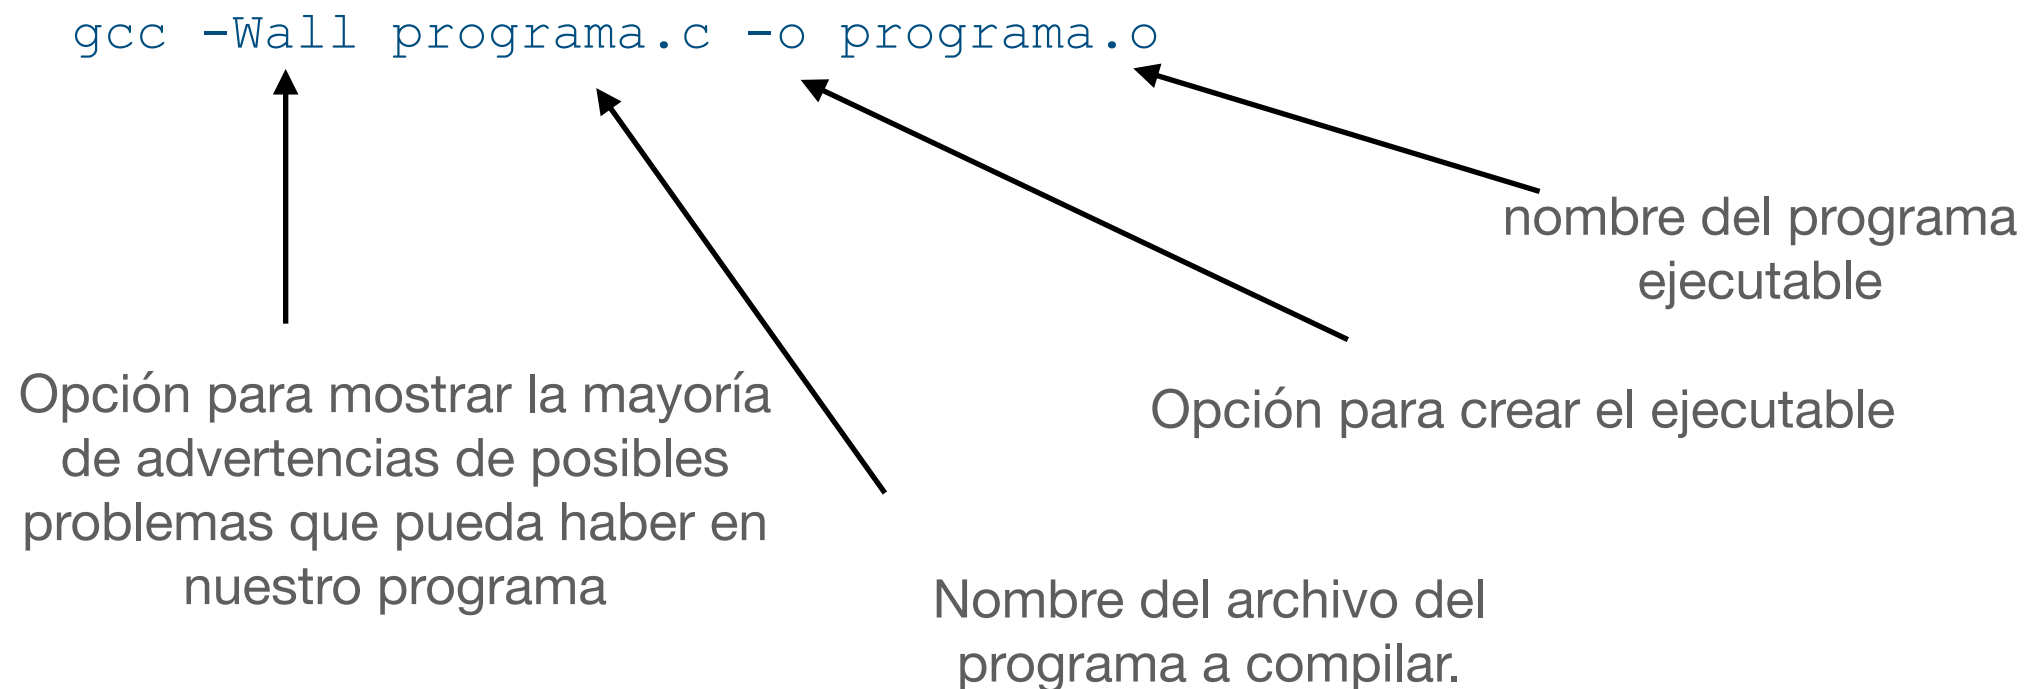 gcc -Wall programa.c -o programa.o
nombre del programa
ejecutable
Opción para mostrar la mayoría
de advertencias de posibles
problemas que pueda haber en
nuestro programa
Opción para crear el ejecutable
Nombre del archivo del
programa a compilar.